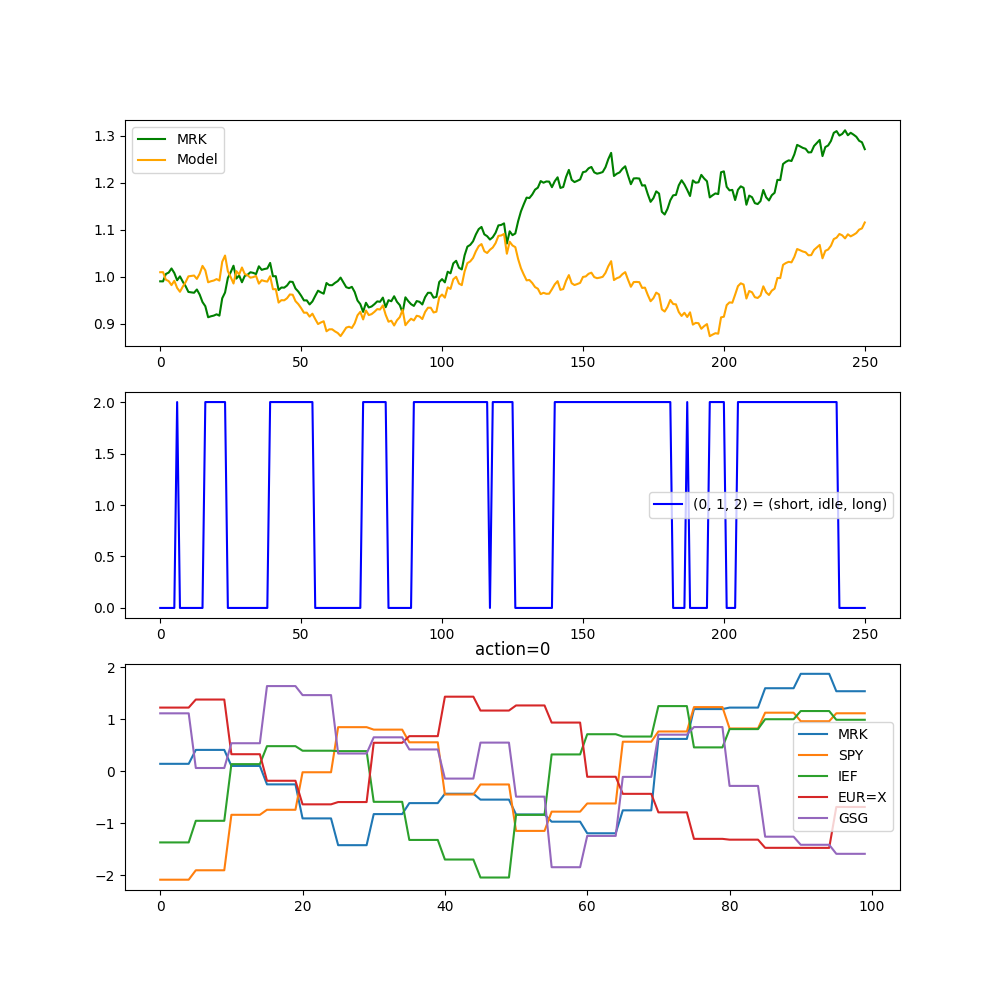 1.3
1.2
1.1
1.0
0.9
MRK
Model
0 50 100 150 200 250
2.0
1.5
1.0
0.5
0.0
(0, 1, 2) = (short, idle, long)
0 50 100 150 200 250
action=0
2
1
0
−1
−2
MRK
SPY
IEF
EUR=X
GSG
0 20 40 60 80 100